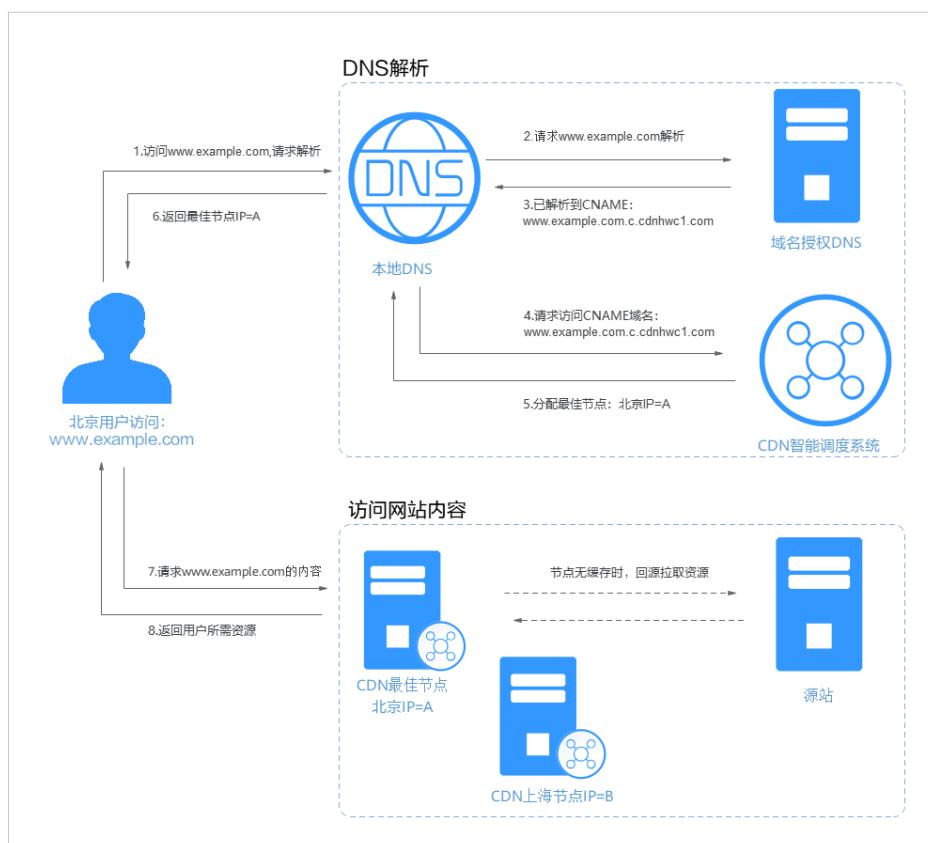 DNS解析
1.访问www.example.com,请求解析
DNS
2.请求www.example.com解析
3.已解析到CNAME：
www.example.com.c.cdnhwc1.com
6.返回最佳节点IP=A
域名授权DNS
本地DNS
4.请求访问CNAME域名：
www.example.com.c.cdnhwc1.com
5.分配最佳节点：北京IP=A
北京用户访问：
www.example.com
CDN智能调度系统
访问网站内容
7.请求www.example.com的内容
节点无缓存时，回源拉取资源
8.返回用户所需资源
CDN最佳节点
北京IP=A
源站
CDN上海节点IP=B